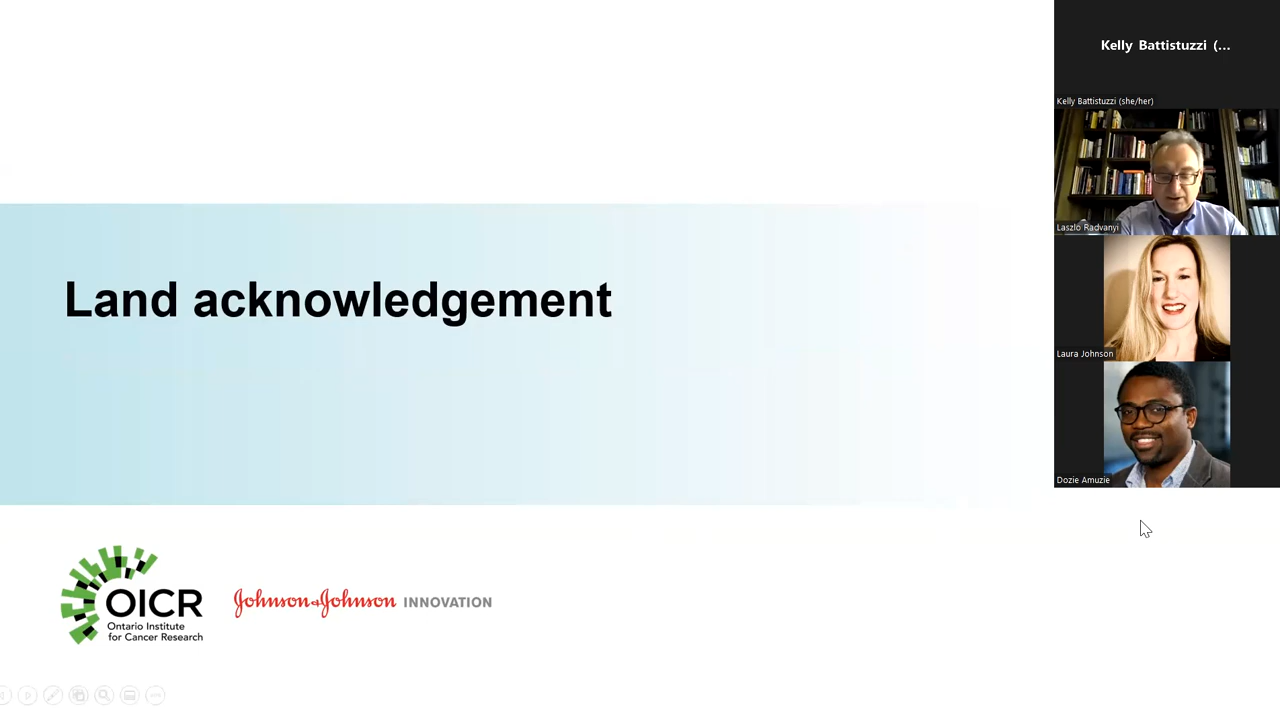 Kelly Battistuzzi (...
Kelly Battistuzzi (she/her)
Laszlo Radvanyi
Laura Johnson
Dozie Amuzie
Land acknowledgement
OICR
Ontario Institute
for Cancer Research
Johnson & Johnson INNOVATION